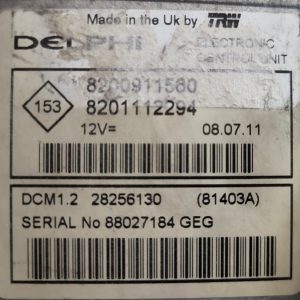 Made in the Uk by TRW
DELPHI ELECTRONIC
CONTROL UNIT
8200911560
153
8201112294
12V= 08.07.11
DCM1.2 28256130 (81403A)
SERIAL No 88027184 GEG